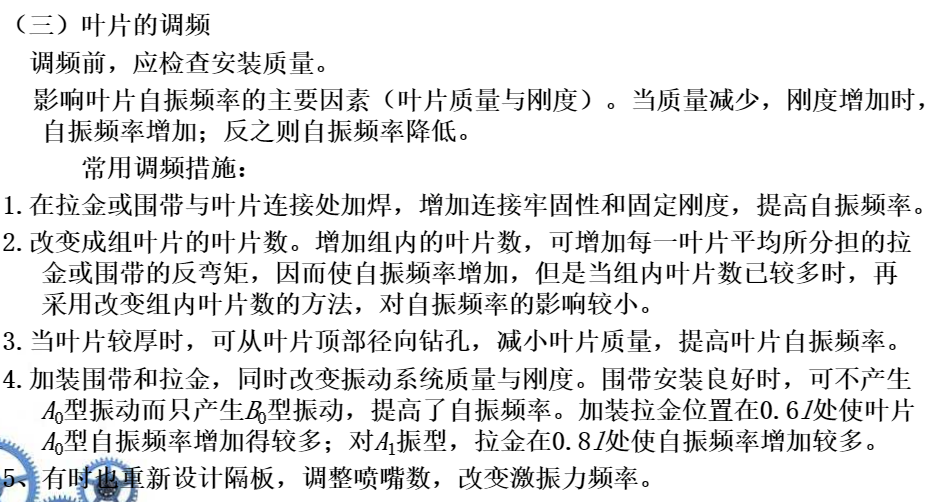 （三）叶片的调频
调频前，应检查安装质量。
影响叶片自振频率的主要因素（叶片质量与刚度）。当质量减少，刚度增加时，
自振频率增加；反之则自振频率降低。
常用调频措施：
1.在拉金或围带与叶片连接处加焊，增加连接牢固性和固定刚度，提高自振频率。
2.改变成组叶片的叶片数。增加组内的叶片数，可增加每一叶片平均所分担的拉
金或围带的反弯矩，因而使自振频率增加，但是当组内叶片数已较多时，再
采用改变组内叶片数的方法，对自振频率的影响较小。
3.当叶片较厚时，可从叶片顶部径向钻孔，减小叶片质量，提高叶片自振频率。
4.加装围带和拉金，同时改变振动系统质量与刚度。围带安装良好时，可不产生
A₀型振动而只产生B₀型振动，提高了自振频率。加装拉金位置在0.6l处使叶片
A₀型自振频率增加得较多；对A₁振型，拉金在0.8l处使自振频率增加较多。
5、有时也重新设计隔板，调整喷嘴数，改变激振力频率。